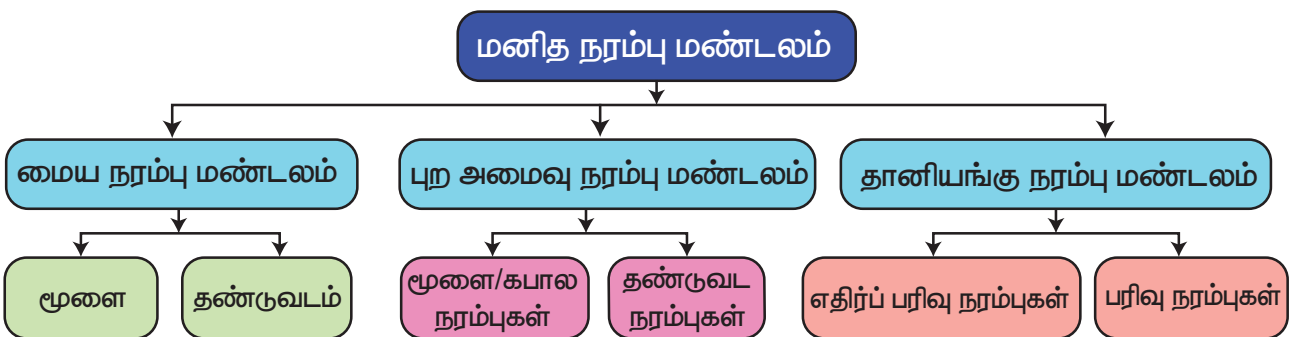 மனித நரம்பு மண்டலம்
மைய நரம்பு மண்டலம்
புற அமைவு நரம்பு மண்டலம்
தானியங்கு நரம்பு மண்டலம்
மூளை
தண்டுவடம்
மூளை/கபால
நரம்புகள்
தண்டுவட
நரம்புகள்
எதிர்ப் பரிவு நரம்புகள்
பரிவு நரம்புகள்